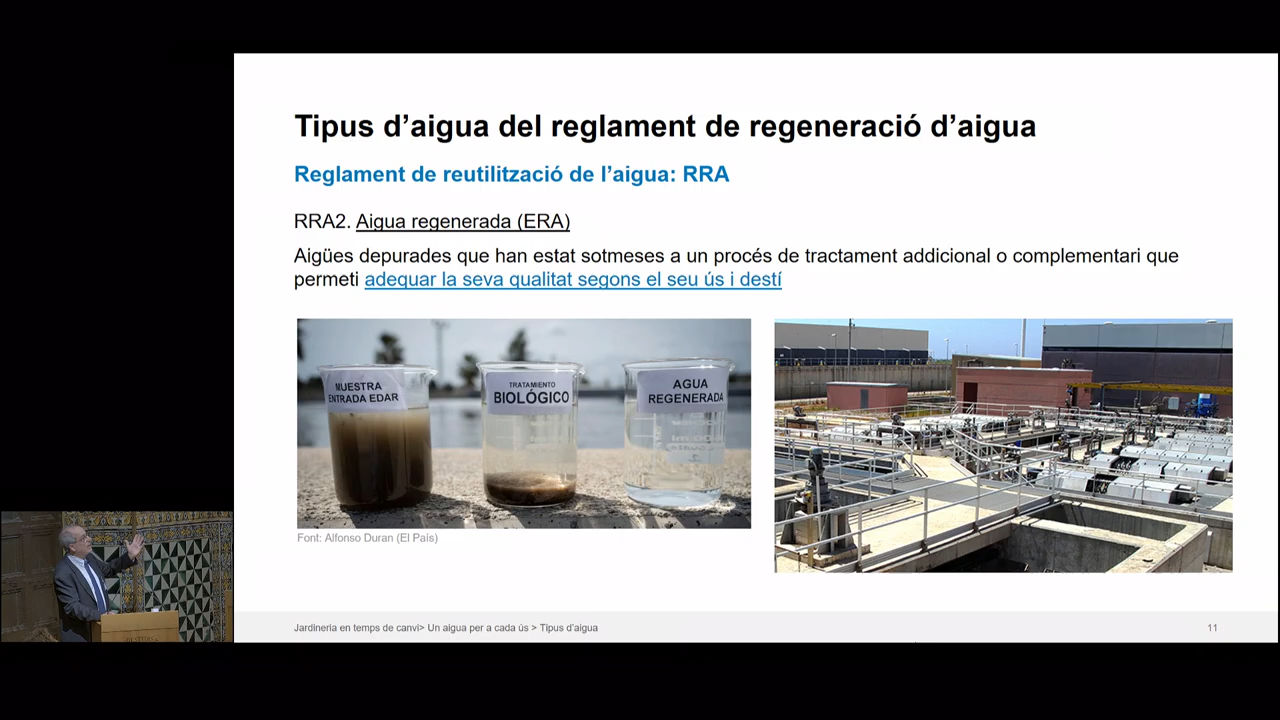 Tipus d’aigua del reglament de regeneració d’aigua
Reglament de reutilització de l’aigua: RRA
RRA2. Aigua regenerada (ERA)
Aigües depurades que han estat sotmeses a un procés de tractament addicional o complementari que
permeti adequar la seva qualitat segons el seu ús i destí
MUESTRA
ENTRADA EDAR
TRATAMIENTO
BIOLÓGICO
AGUA
REGENERADA
Font: Alfonso Duran (El País)
Jardineria en temps de canvi> Un aigua per a cada ús > Tipus d’aigua
11